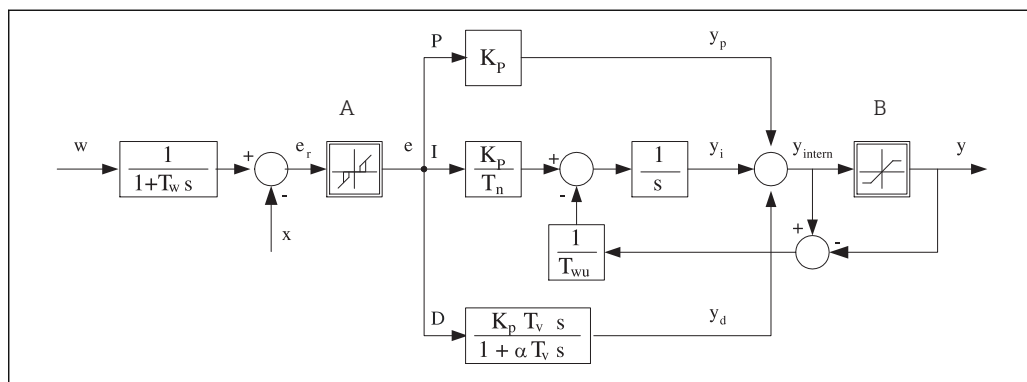 P
y_p
K_P
A
B
w
1
1+T_w s
+
-
e_r
e
I
K_P
T_n
+
-
1
s
y_i
y_intern
y
x
1
T_wu
+
-
D
K_p T_v s
1 + α T_v s
y_d